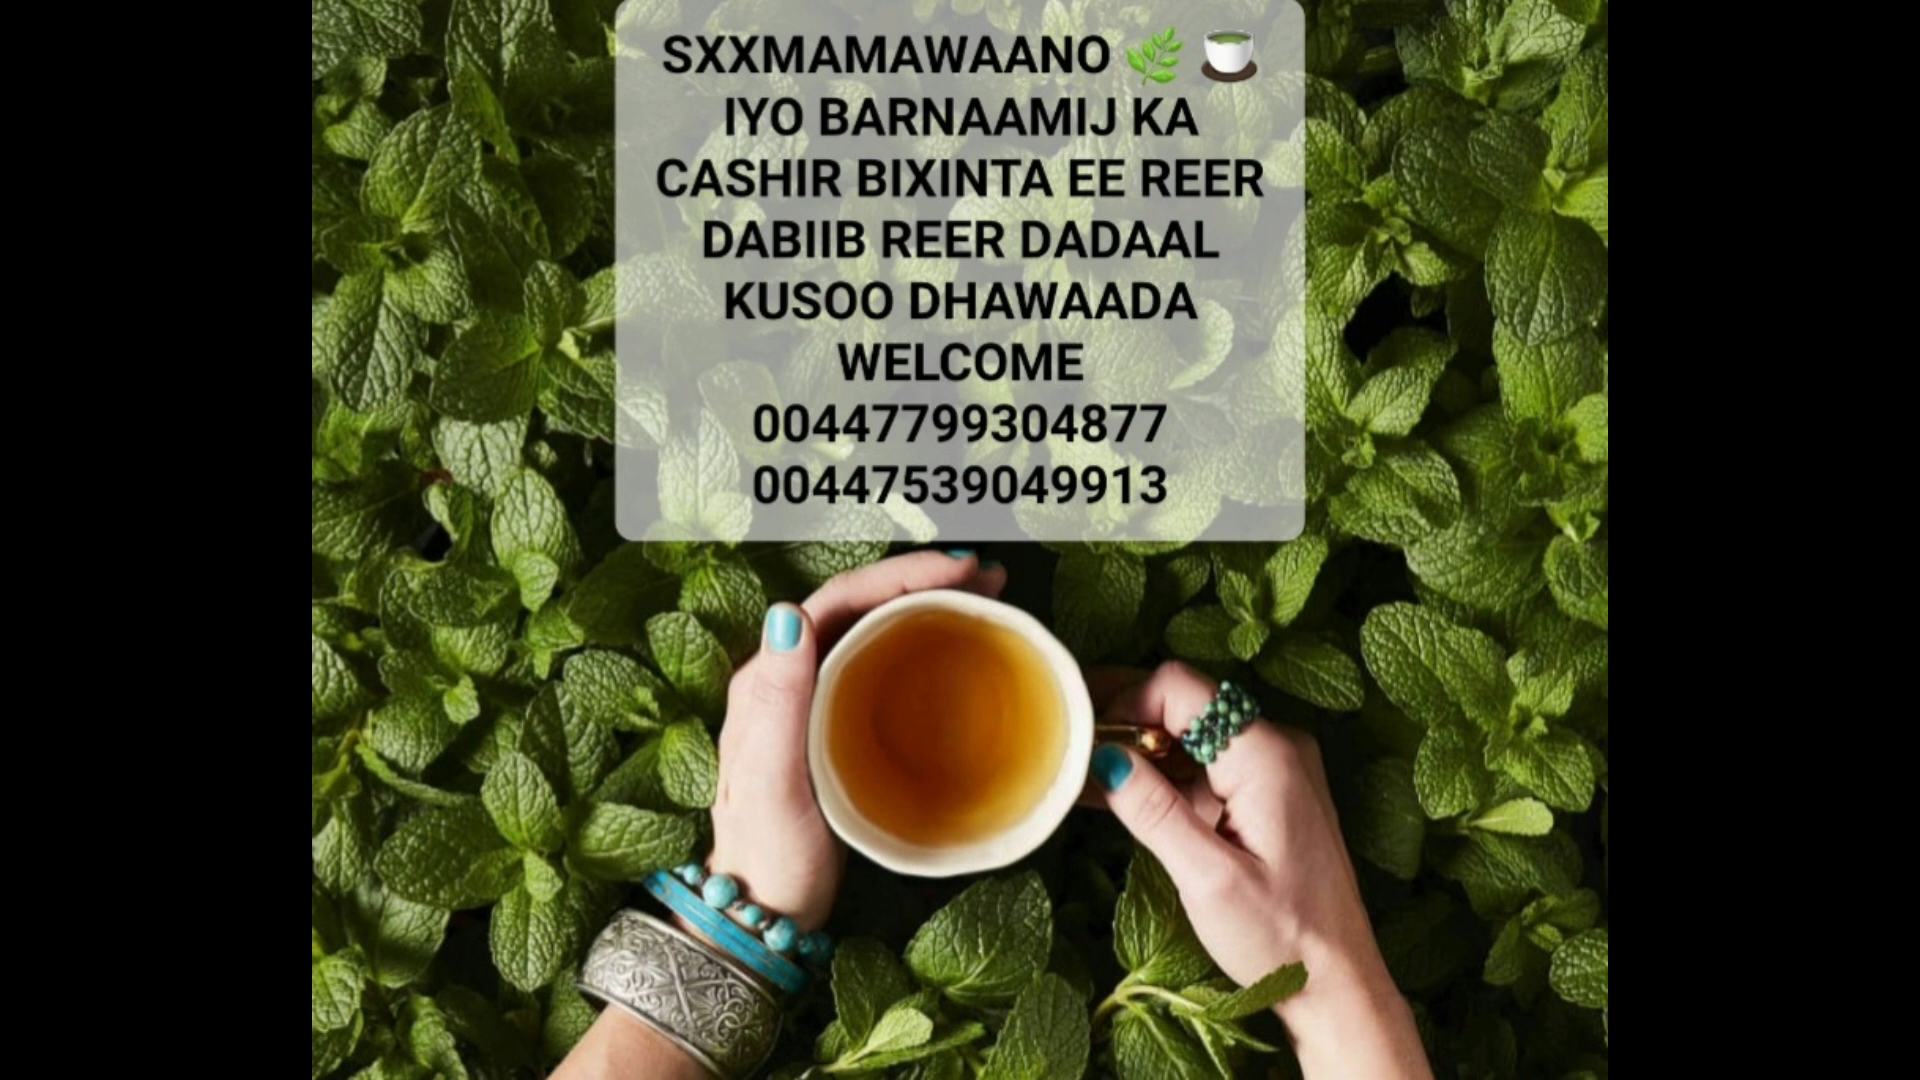 SXXMAMAWAANO 🌿 🍵
IYO BARNAAMIJ KA
CASHIR BIXINTA EE REER
DABIIB REER DADAAL
KUSOO DHAWAADA
WELCOME
00447799304877
00447539049913